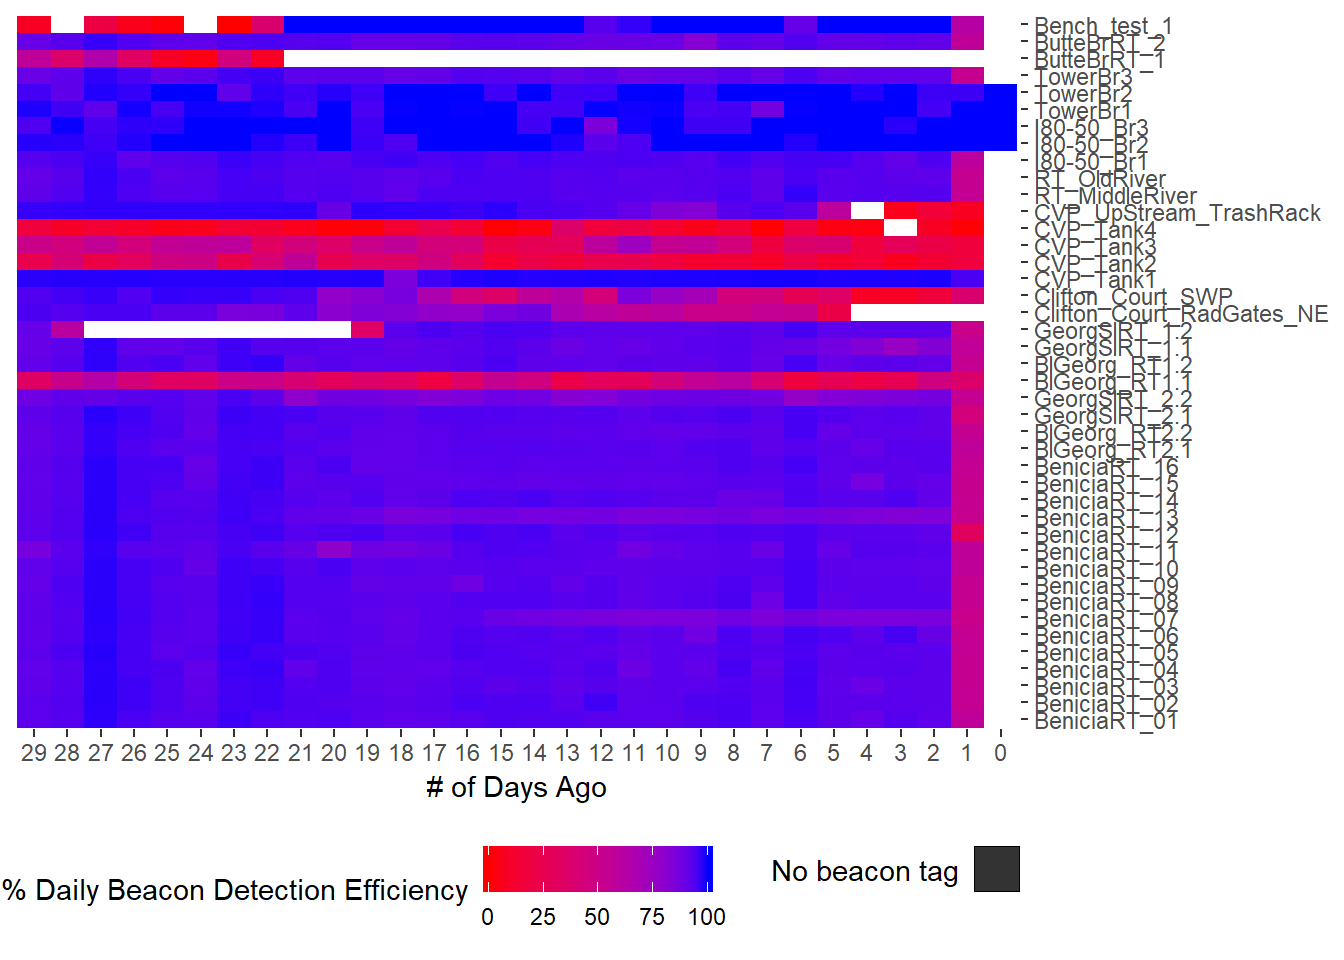 Bench_test_1
ButteBrRT_2
ButteBrRT_1
TowerBr3
TowerBr2
TowerBr1
I80-50_Br3
I80-50_Br2
I80-50_Br1
RT_OldRiver
RT_MiddleRiver
CVP_UpStream_TrashRack
CVP_Tank4
CVP_Tank3
CVP_Tank2
CVP_Tank1
Clifton_Court_SWP
Clifton_Court_RadGates_NE
GeorgSlRT_1.2
GeorgSlRT_1.1
BlGeorg_RT1.2
BlGeorg_RT1.1
GeorgSlRT_2.2
GeorgSlRT_2.1
BlGeorg_RT2.2
BlGeorg_RT2.1
BeniciaRT_16
BeniciaRT_15
BeniciaRT_14
BeniciaRT_13
BeniciaRT_12
BeniciaRT_11
BeniciaRT_10
BeniciaRT_09
BeniciaRT_08
BeniciaRT_07
BeniciaRT_06
BeniciaRT_05
BeniciaRT_04
BeniciaRT_03
BeniciaRT_02
BeniciaRT_01
29 28 27 26 25 24 23 22 21 20 19 18 17 16 15 14 13 12 11 10 9 8 7 6 5 4 3 2 1 0
# of Days Ago
% Daily Beacon Detection Efficiency
0 25 50 75 100
No beacon tag